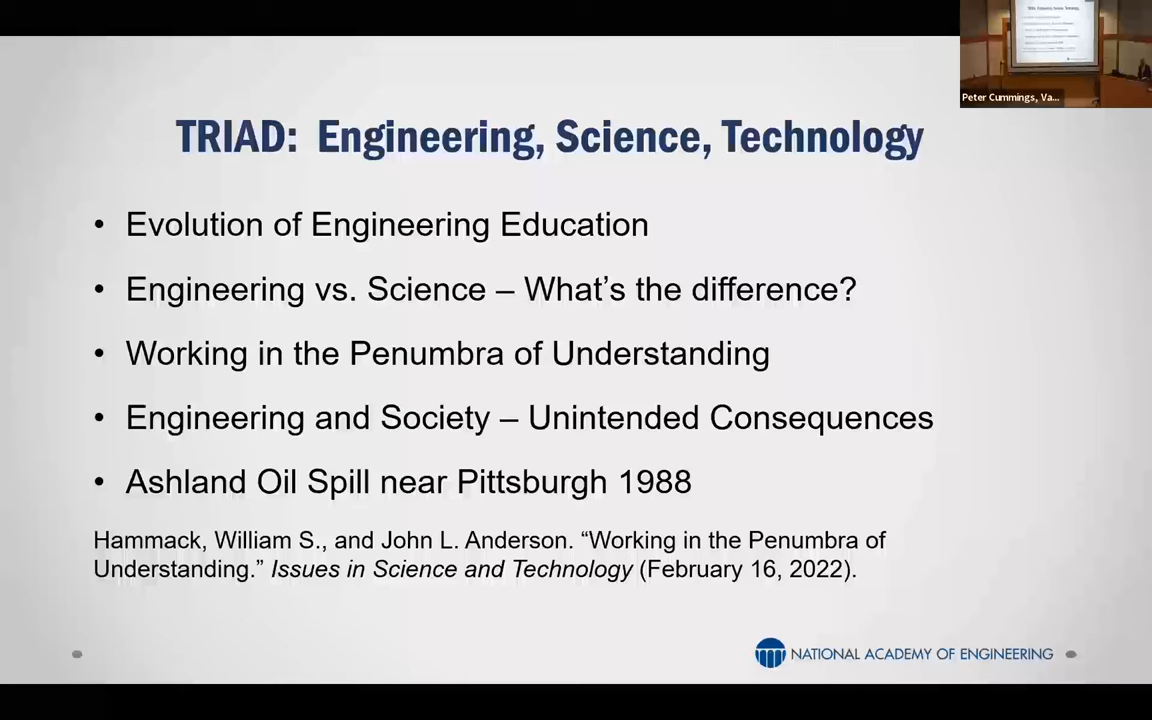 TRIAD: Engineering, Science, Technology
• Evolution of Engineering Education
• Engineering vs. Science – What’s the difference?
• Working in the Penumbra of Understanding
• Engineering and Society – Unintended Consequences
• Ashland Oil Spill near Pittsburgh 1988
Hammack, William S., and John L. Anderson. “Working in the Penumbra of
Understanding.” Issues in Science and Technology (February 16, 2022).
NATIONAL ACADEMY OF ENGINEERING
Peter Cummings, Va...